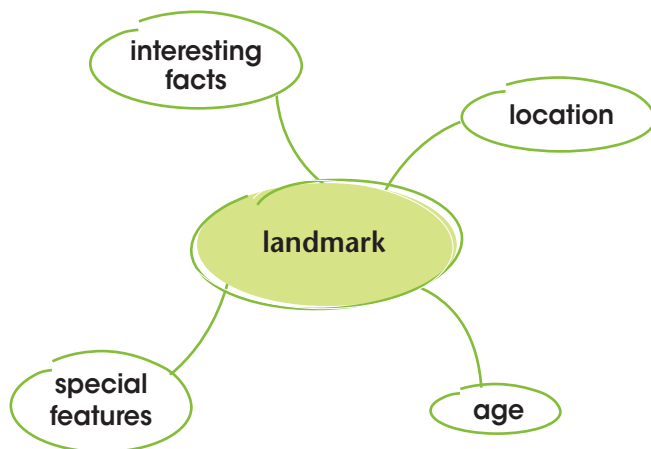 interesting
facts
location
landmark
special
features
age